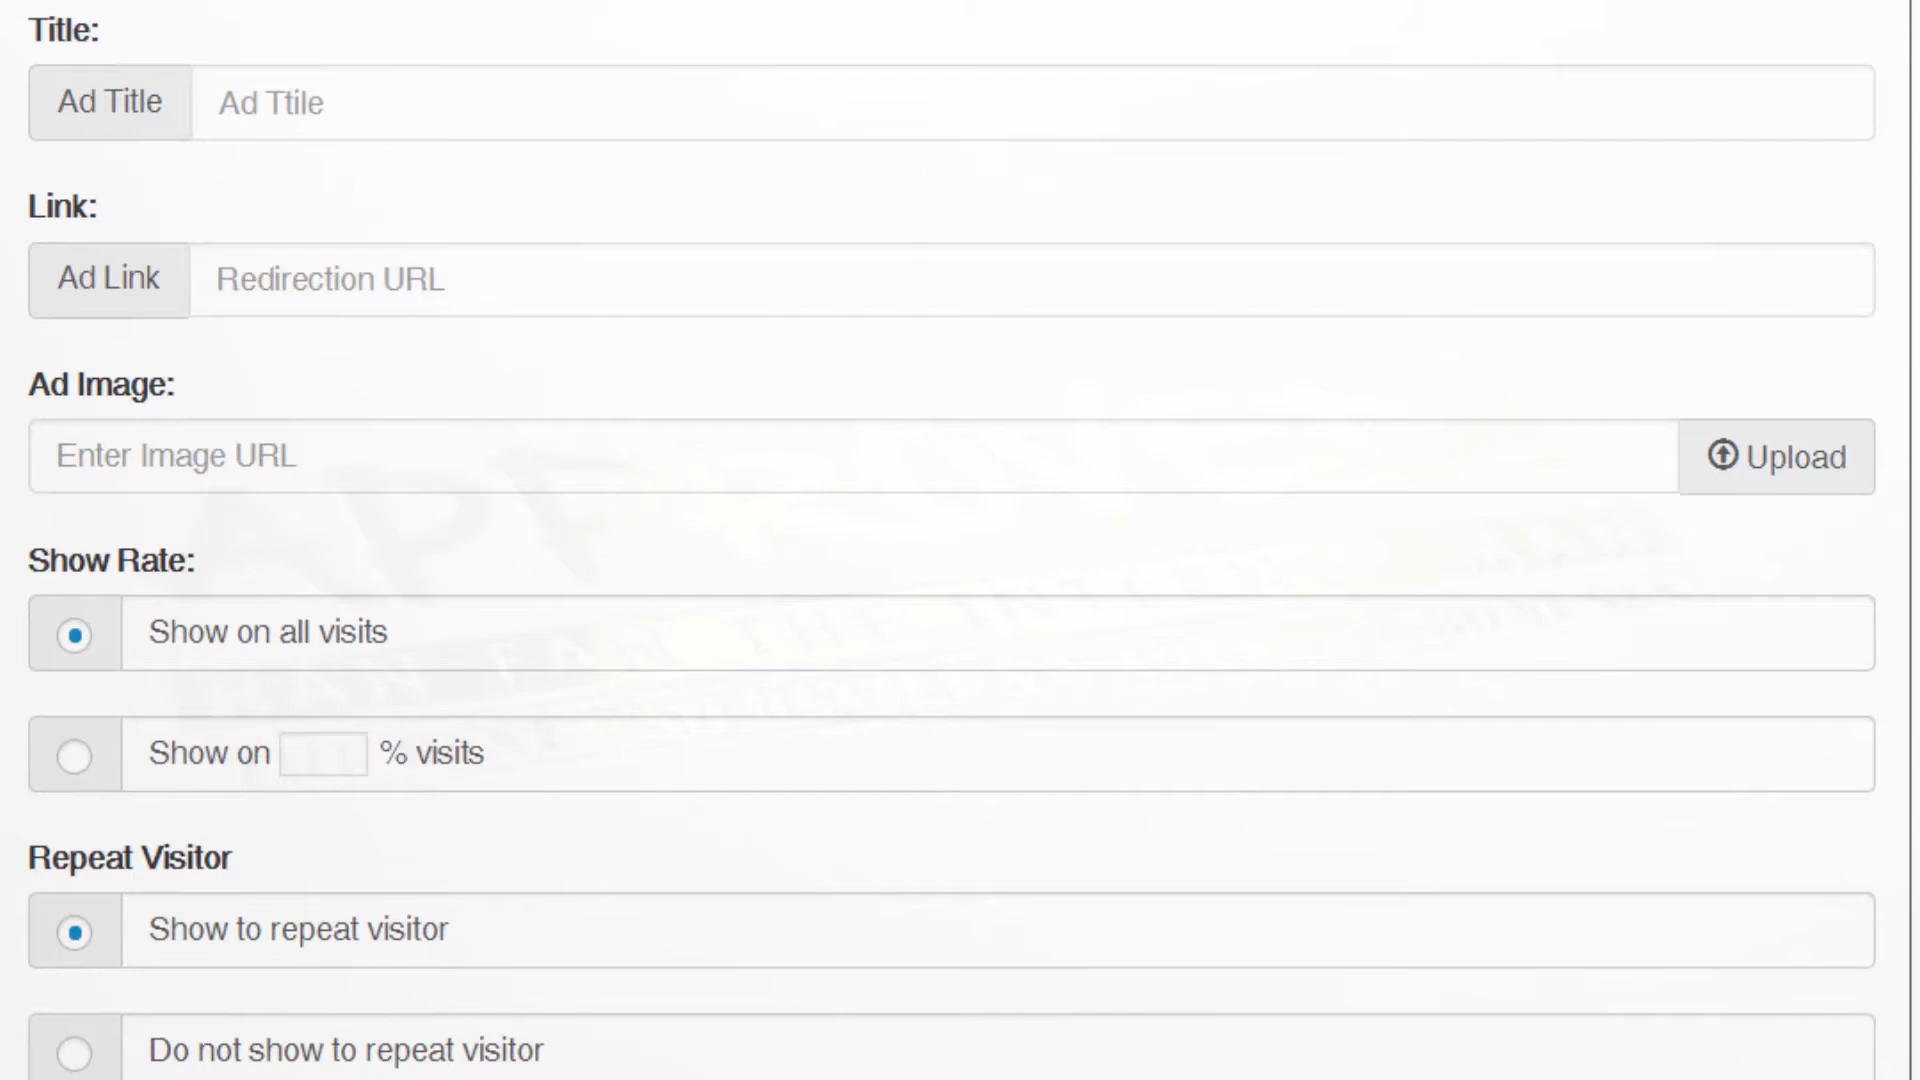 Title:
Ad Title Ad Ttile
Link:
Ad Link Redirection URL
Ad Image:
Enter Image URL Upload
Show Rate:
Show on all visits
Show on % visits
Repeat Visitor
Show to repeat visitor
Do not show to repeat visitor